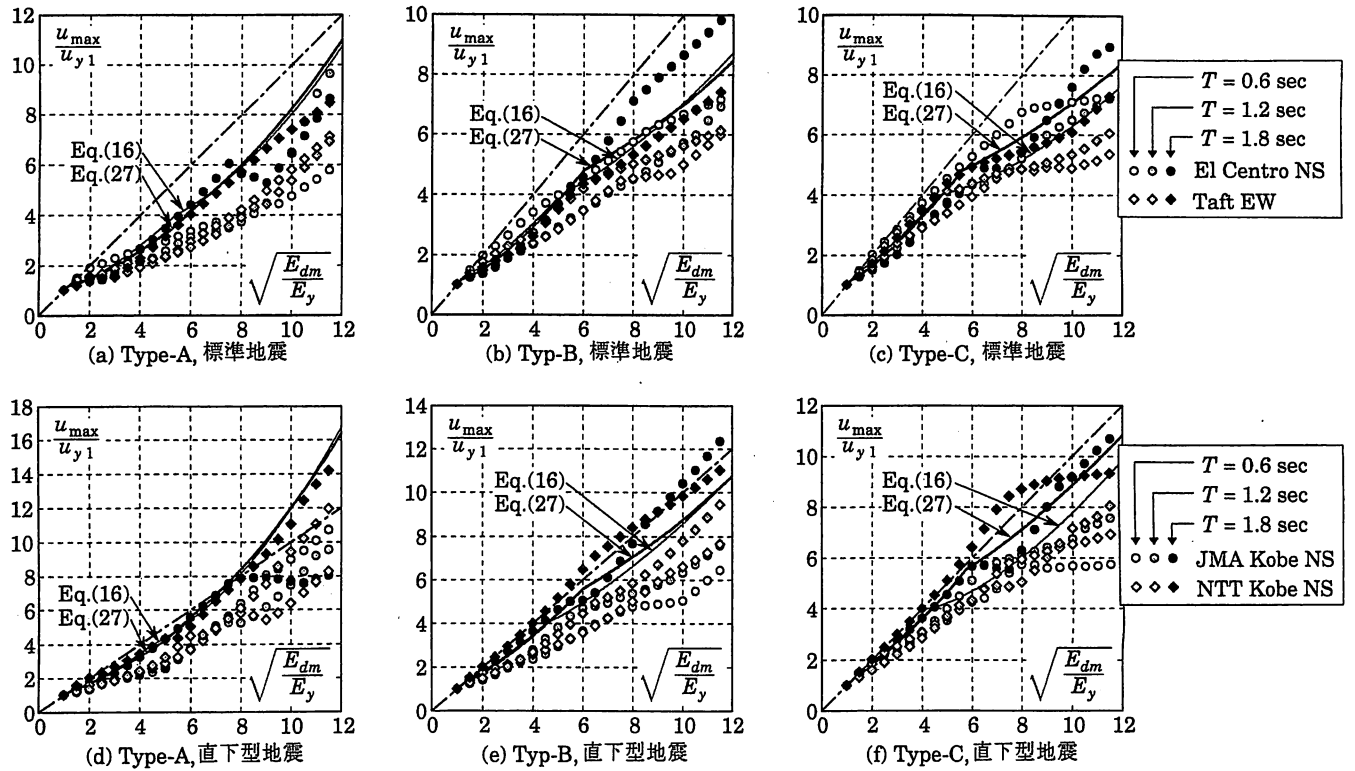 12
10
8
6
4
2
0
u_max
u_y1
Eq.(16)
Eq.(27)
√ E_dm
E_y
0 2 4 6 8 10 12
(a) Type-A, 標準地震
10
8
6
4
2
0
u_max
u_y1
Eq.(16)
Eq.(27)
√ E_dm
E_y
0 2 4 6 8 10 12
(b) Typ-B, 標準地震
10
8
6
4
2
0
u_max
u_y1
Eq.(16)
Eq.(27)
√ E_dm
E_y
0 2 4 6 8 10 12
(c) Type-C, 標準地震
T = 0.6 sec
T = 1.2 sec
T = 1.8 sec
El Centro NS
Taft EW
18
16
14
12
10
8
6
4
2
0
u_max
u_y1
Eq.(16)
Eq.(27)
√ E_dm
E_y
0 2 4 6 8 10 12
(d) Type-A, 直下型地震
14
12
10
8
6
4
2
0
u_max
u_y1
Eq.(16)
Eq.(27)
√ E_dm
E_y
0 2 4 6 8 10 12
(e) Typ-B, 直下型地震
12
10
8
6
4
2
0
u_max
u_y1
Eq.(16)
Eq.(27)
√ E_dm
E_y
0 2 4 6 8 10 12
(f) Type-C, 直下型地震
T = 0.6 sec
T = 1.2 sec
T = 1.8 sec
JMA Kobe NS
NTT Kobe NS